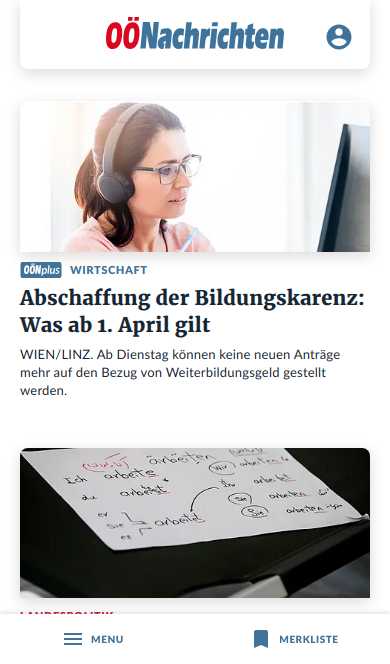 OÖNachrichten
OÖNplus WIRTSCHAFT
Abschaffung der Bildungskarenz:
Was ab 1. April gilt
WIEN/LINZ. Ab Dienstag können keine neuen Anträge
mehr auf den Bezug von Weiterbildungsgeld gestellt
werden.
arbeiten
Ich arbeite
du arbeitest
er
sie arbeitet
es
wir arbeiten
ihr arbeitet
Sie arbeiten
MENU
MERKLISTE